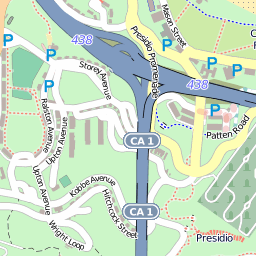 P
438
Mason Street
Presidio Promenade
P
P
Storey Avenue
438
P
Ralston Avenue
P
P
Upton Avenue
CA 1
Patten Road
Upton Avenue
Kobbe Avenue
Hitchcock Street
CA 1
P
Presidio
Wright Loop